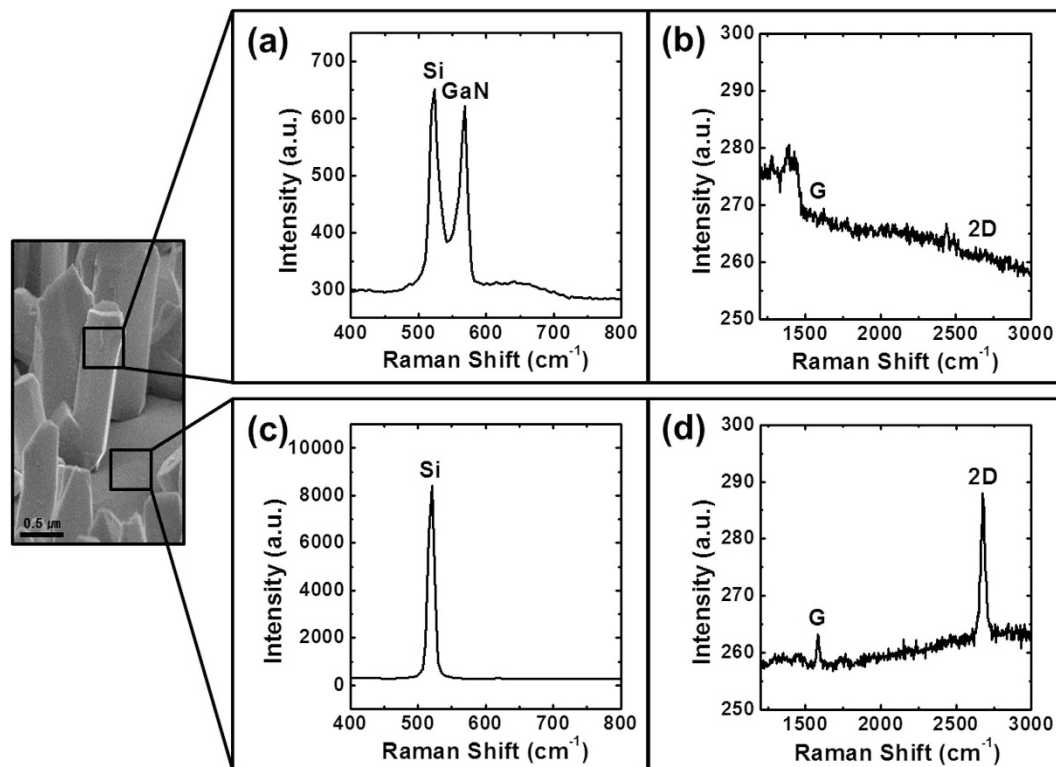 (a)
700
600
500
400
300
Si
GaN
Intensity (a.u.)
400 500 600 700 800
Raman Shift (cm⁻¹)
(b)
300
290
280
270
260
250
G
2D
Intensity (a.u.)
1500 2000 2500 3000
Raman Shift (cm⁻¹)
0.5 µm
(c)
10000
8000
6000
4000
2000
0
Si
Intensity (a.u.)
400 500 600 700 800
Raman Shift (cm⁻¹)
(d)
300
290
280
270
260
250
2D
G
Intensity (a.u.)
1500 2000 2500 3000
Raman Shift (cm⁻¹)